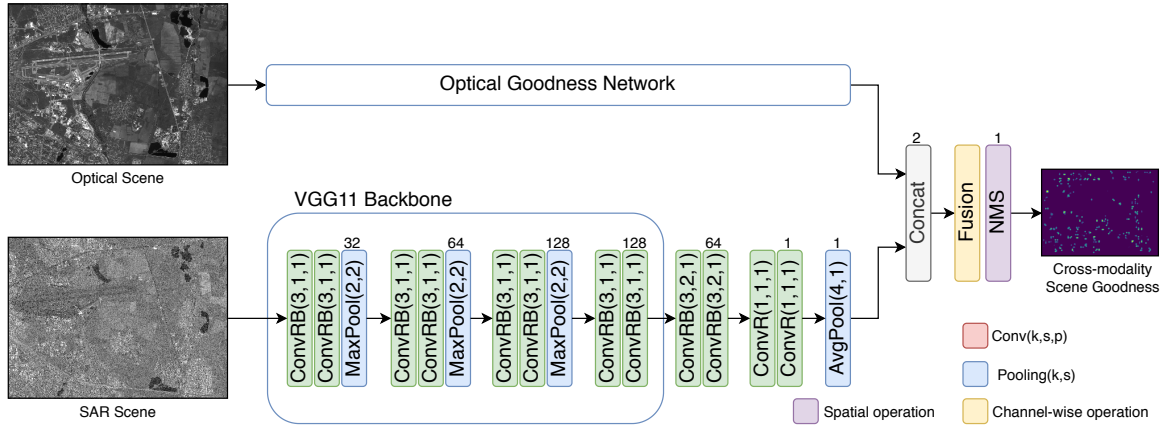 Optical Scene
Optical Goodness Network
2
1
Concat
Fusion
NMS
Cross-modality
Scene Goodness
VGG11 Backbone
32
64
128
128
64
1
1
ConvRB(3,1,1)
ConvRB(3,1,1)
MaxPool(2,2)
ConvRB(3,1,1)
ConvRB(3,1,1)
MaxPool(2,2)
ConvRB(3,1,1)
ConvRB(3,1,1)
MaxPool(2,2)
ConvRB(3,1,1)
ConvRB(3,1,1)
ConvRB(3,2,1)
ConvRB(3,2,1)
ConvR(1,1,1)
ConvR(1,1,1)
AvgPool(4,1)
SAR Scene
Conv(k,s,p)
Pooling(k,s)
Spatial operation
Channel-wise operation